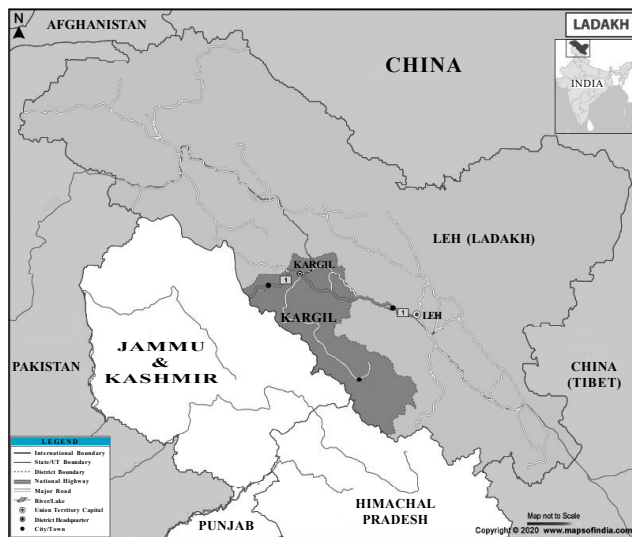 N
AFGHANISTAN
LADAKH
CHINA
INDIA
LEH (LADAKH)
KARGIL
1
KARGIL
1
LEH
JAMMU
&
KASHMIR
PAKISTAN
CHINA
(TIBET)
LEGEND
International Boundary
State/UT Boundary
District Boundary
National Highway
Major Road
River/Lake
Union Territory Capital
District Headquarter
City/Town
HIMACHAL
PRADESH
PUNJAB
Map not to Scale
Copyright © 2020 www.mapsofindia.com